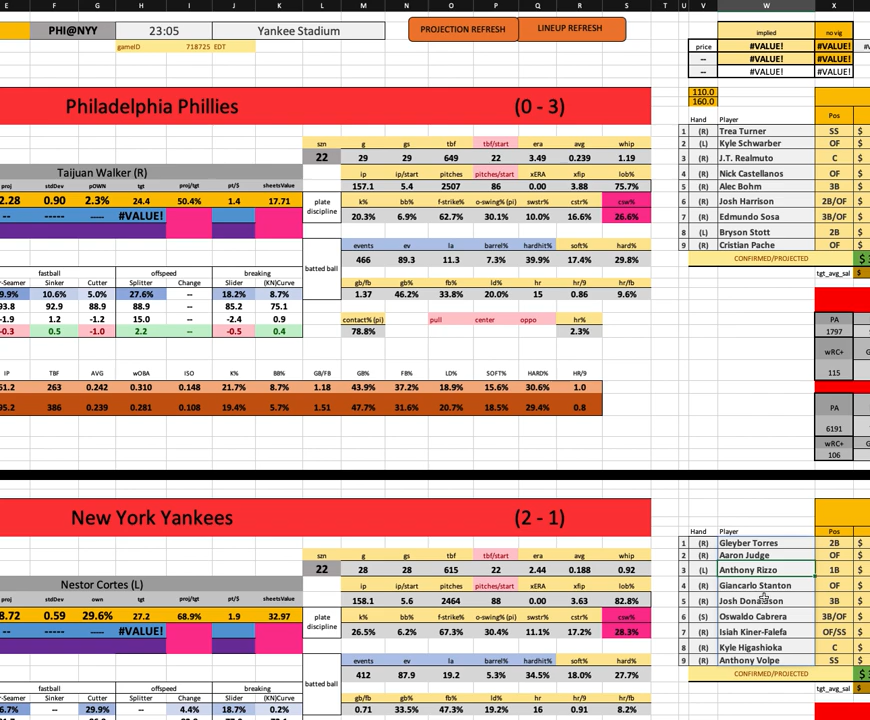 E F G H I J K L M N O P Q R S T U V W X
PHI@NYY 23:05 Yankee Stadium PROJECTION REFRESH LINEUP REFRESH implied no vig
gameID 718725 EDT price #VALUE! #VALUE!
-- #VALUE! #VALUE!
-- #VALUE! #VALUE!
Philadelphia Phillies (0 - 3) 110.0
160.0
Hand Player Pos
1 (R) Trea Turner SS $
2 (L) Kyle Schwarber OF $
3 (R) J.T. Realmuto C $
4 (R) Nick Castellanos OF $
5 (R) Alec Bohm 3B $
6 (R) Josh Harrison 2B/OF $
7 (R) Edmundo Sosa 3B/OF $
8 (L) Bryson Stott 2B $
9 (R) Cristian Pache OF $
CONFIRMED/PROJECTED $
tgt_avg_sal $
szn g gs tbf tbf/start era avg whip
22 29 29 649 22 3.49 0.239 1.19
Taijuan Walker (R) ip ip/start pitches pitches/start xERA xfip lob%
proj stdDev pOWN tgt proj/tgt pt/$ sheetsValue 157.1 5.4 2507 86 0.00 3.88 75.7%
2.28 0.90 2.3% 24.4 50.4% 1.4 17.71 plate discipline k% bb% f-strike% o-swing% (pi) swstr% cstr% csw%
-- -- ----- #VALUE! 20.3% 6.9% 62.7% 30.1% 10.0% 16.6% 26.6%
batted ball events ev la barrel% hardhit% soft% hard%
466 89.3 11.3 7.3% 39.9% 17.4% 29.8%
fastball offspeed breaking
-Seamer Sinker Cutter Splitter Change Slider (KN)Curve gb/fb gb% fb% ld% hr hr/9 hr/fb
9.9% 10.6% 5.0% 27.6% -- 18.2% 8.7% 1.37 46.2% 33.8% 20.0% 15 0.86 9.6%
93.8 92.9 88.9 88.9 -- 85.2 75.1
-1.9 1.2 -1.2 15.0 -- -2.4 0.9 contact% (pi) pull center oppo hr%
-0.3 0.5 -1.0 2.2 -- -0.5 0.4 78.8% 2.3%
PA
1797
wRC+
115
IP TBF AVG wOBA ISO K% BB% GB/FB GB% FB% LD% SOFT% HARD% HR/9
61.2 263 0.242 0.310 0.148 21.7% 8.7% 1.18 43.9% 37.2% 18.9% 15.6% 30.6% 1.0
95.2 386 0.239 0.281 0.108 19.4% 5.7% 1.51 47.7% 31.6% 20.7% 18.5% 29.4% 0.8
PA
6191
wRC+
106
New York Yankees (2 - 1)
Hand Player Pos
1 (R) Gleyber Torres 2B $
2 (R) Aaron Judge OF $
3 (L) Anthony Rizzo 1B $
4 (R) Giancarlo Stanton OF $
5 (R) Josh Donaldson 3B $
6 (S) Oswaldo Cabrera 3B/OF $
7 (R) Isiah Kiner-Falefa OF/SS $
8 (R) Kyle Higashioka C $
9 (R) Anthony Volpe SS $
CONFIRMED/PROJECTED $
tgt_avg_sal $
szn g gs tbf tbf/start era avg whip
22 28 28 615 22 2.44 0.188 0.92
Nestor Cortes (L) ip ip/start pitches pitches/start xERA xfip lob%
proj stdDev own tgt proj/tgt pt/$ sheetsValue 158.1 5.6 2464 88 0.00 3.63 82.8%
8.72 0.59 29.6% 27.2 68.9% 1.9 32.97 plate discipline k% bb% f-strike% o-swing% (pi) swstr% cstr% csw%
-- -- ----- #VALUE! 26.5% 6.2% 67.3% 30.4% 11.1% 17.2% 28.3%
batted ball events ev la barrel% hardhit% soft% hard%
412 87.9 19.2 5.3% 34.5% 18.0% 27.7%
fastball offspeed breaking
-Seamer Sinker Cutter Splitter Change Slider (KN)Curve gb/fb gb% fb% ld% hr hr/9 hr/fb
-- 29.9% -- 4.4% 18.7% 0.2% 0.71 33.5% 47.3% 19.2% 16 0.91 8.2%